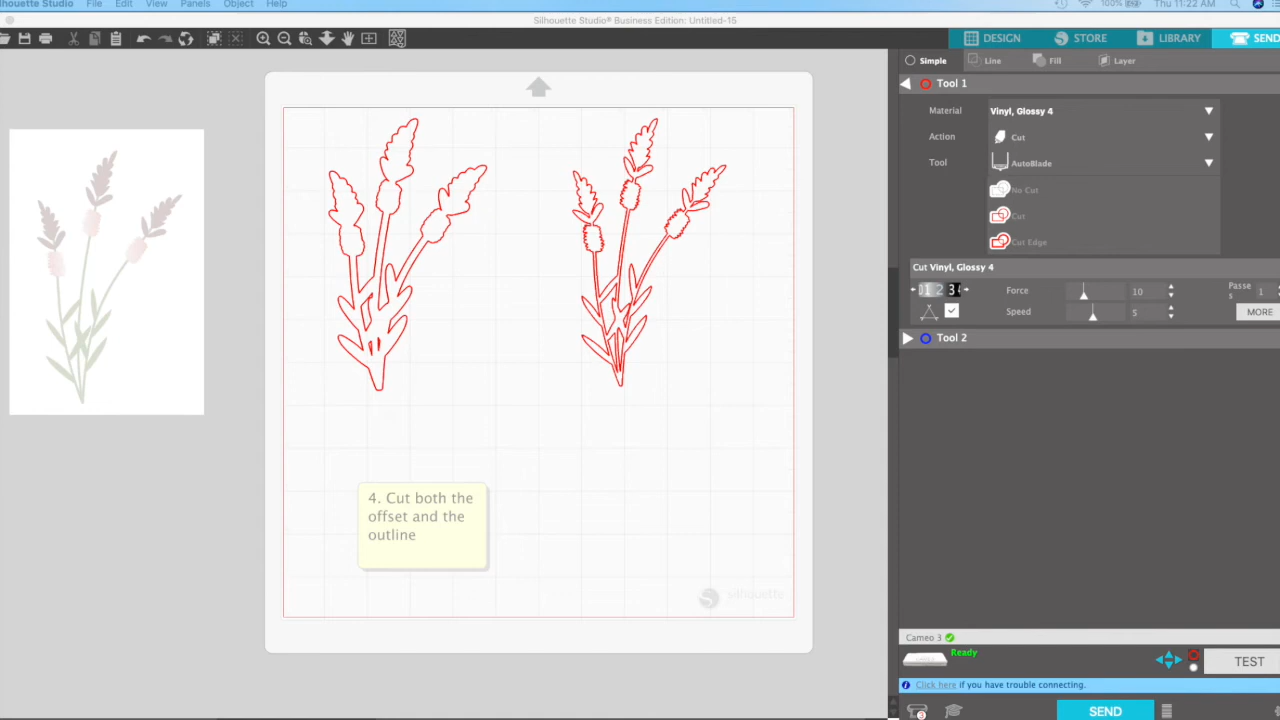 Silhouette Studio File Edit View Panels Object Help
100% Thu 11:22 AM
Silhouette Studio® Business Edition: Untitled-15
DESIGN STORE LIBRARY SEND
Simple Line Fill Layer
Tool 1
Material Vinyl, Glossy 4
Action Cut
Tool AutoBlade
No Cut
Cut
Cut Edge
Cut Vinyl, Glossy 4
Force 10 Passe
s 1
Speed 5 MORE
Tool 2
4. Cut both the
offset and the
outline
silhouette
Cameo 3
Ready
TEST
Click here if you have trouble connecting.
SEND